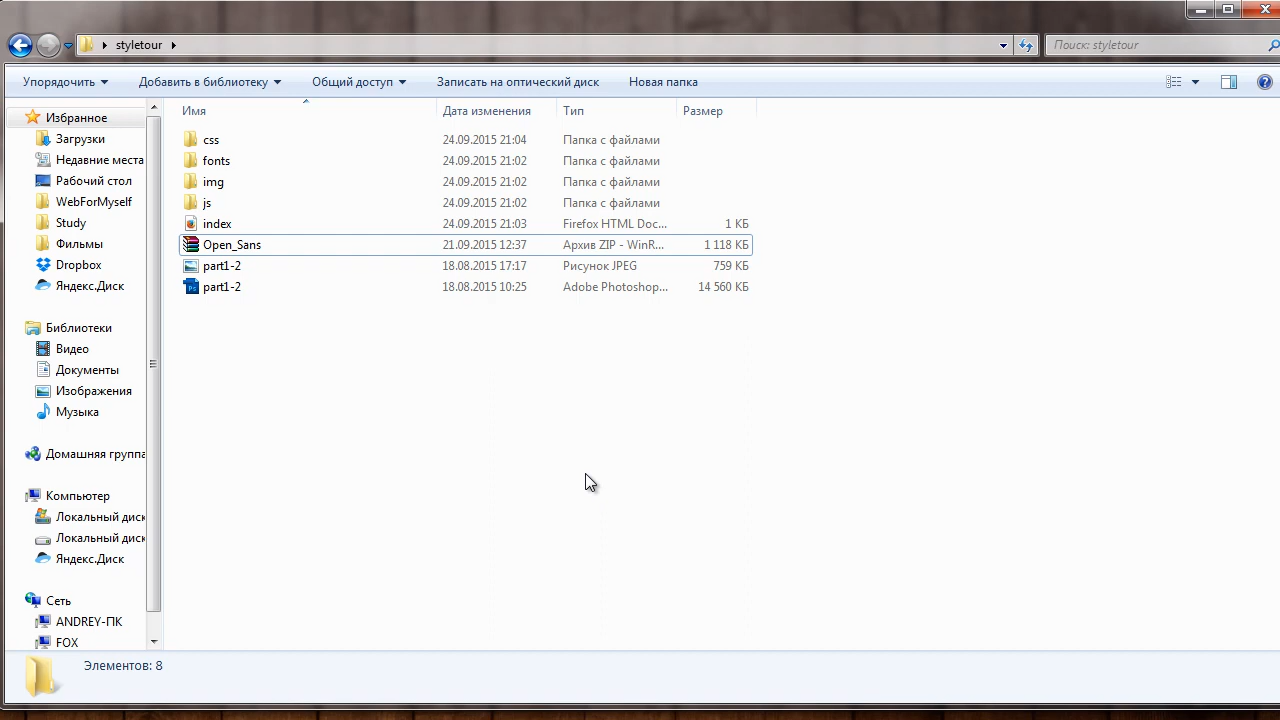 styletour
Поиск: styletour
Упорядочить Добавить в библиотеку Общий доступ Записать на оптический диск Новая папка
Имя Дата изменения Тип Размер
css 24.09.2015 21:04 Папка с файлами
fonts 24.09.2015 21:02 Папка с файлами
img 24.09.2015 21:02 Папка с файлами
js 24.09.2015 21:02 Папка с файлами
index 24.09.2015 21:03 Firefox HTML Doc... 1 КБ
Open_Sans 21.09.2015 12:37 Архив ZIP - WinR... 1 118 КБ
part1-2 18.08.2015 17:17 Рисунок JPEG 759 КБ
part1-2 18.08.2015 10:25 Adobe Photoshop... 14 560 КБ
Избранное
Загрузки
Недавние места
Рабочий стол
WebForMyself
Study
Фильмы
Dropbox
Яндекс.Диск
Библиотеки
Видео
Документы
Изображения
Музыка
Домашняя группа
Компьютер
Локальный диск
Локальный диск
Яндекс.Диск
Сеть
ANDREY-ПК
FOX
Элементов: 8